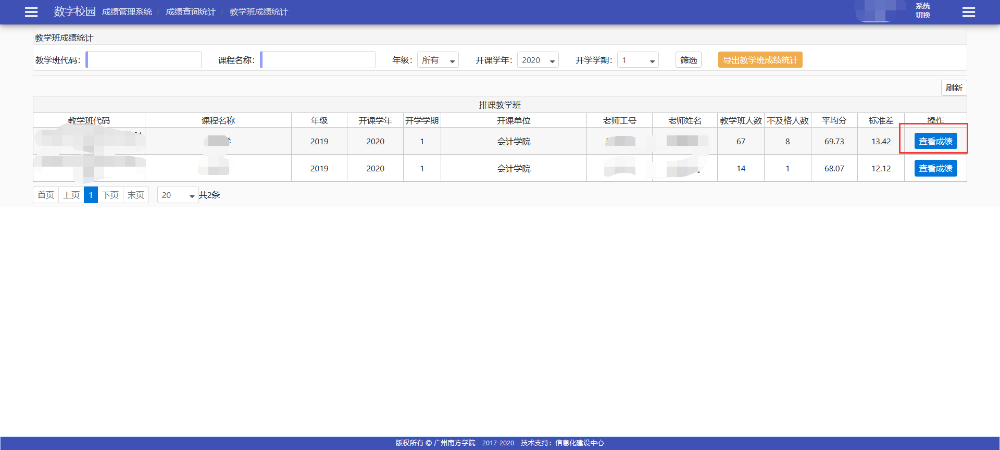 数字校园 成绩管理系统 / 成绩查询统计 / 教学班成绩统计
系统
切换
教学班成绩统计
教学班代码： 课程名称： 年级： 所有 开课学年： 2020 开学学期： 1 筛选 导出教学班成绩统计
刷新
排课教学班
教学班代码 课程名称 年级 开课学年 开学学期 开课单位 老师工号 老师姓名 教学班人数 不及格人数 平均分 标准差 操作
2019 2020 1 会计学院 67 8 69.73 13.42 查看成绩
2019 2020 1 会计学院 14 1 68.07 12.12 查看成绩
首页 上页 1 下页 末页 20 共2条
版权所有 © 广州南方学院 2017-2020 技术支持：信息化建设中心